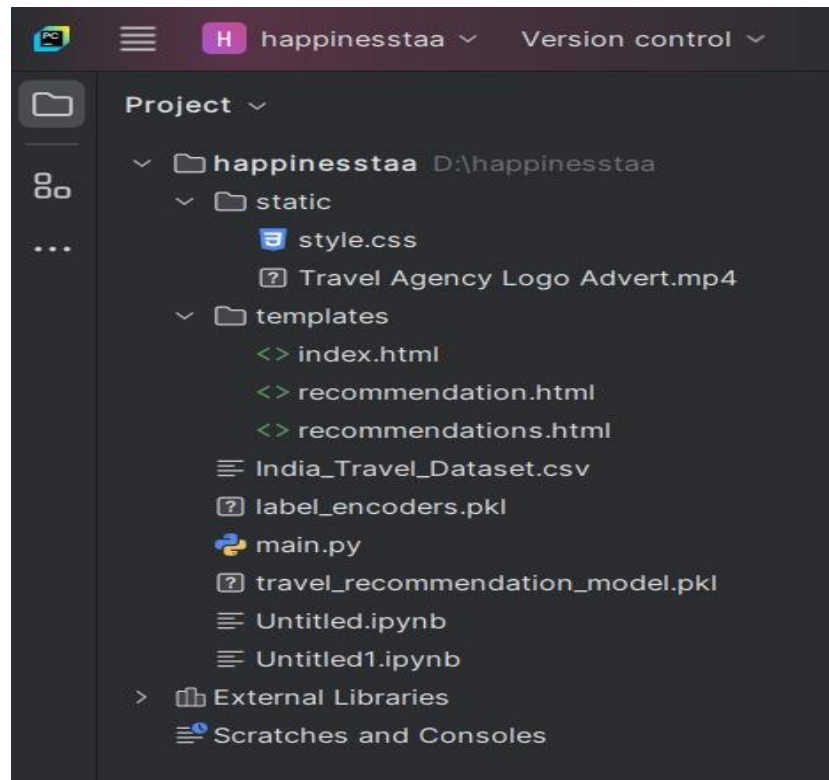 PC
H happinesstaa Version control
Project
happinesstaa D:\happinesstaa
static
style.css
Travel Agency Logo Advert.mp4
templates
<> index.html
<> recommendation.html
<> recommendations.html
India_Travel_Dataset.csv
label_encoders.pkl
main.py
travel_recommendation_model.pkl
Untitled.ipynb
Untitled1.ipynb
External Libraries
Scratches and Consoles